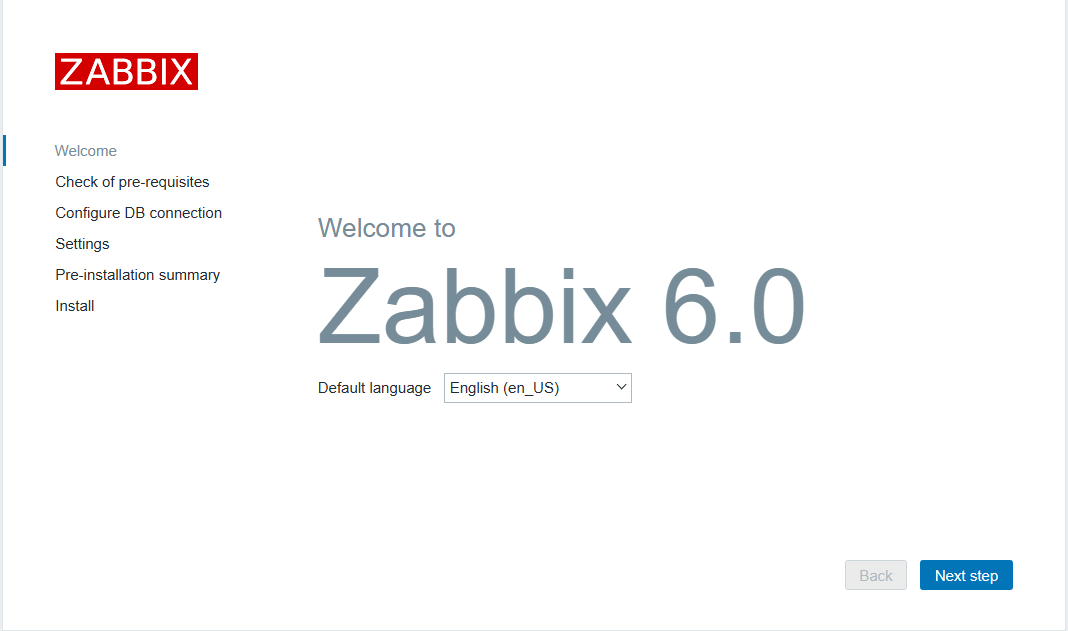 ZABBIX
Welcome
Check of pre-requisites
Configure DB connection
Settings
Pre-installation summary
Install
Welcome to
Zabbix 6.0
Default language English (en_US)
Back Next step